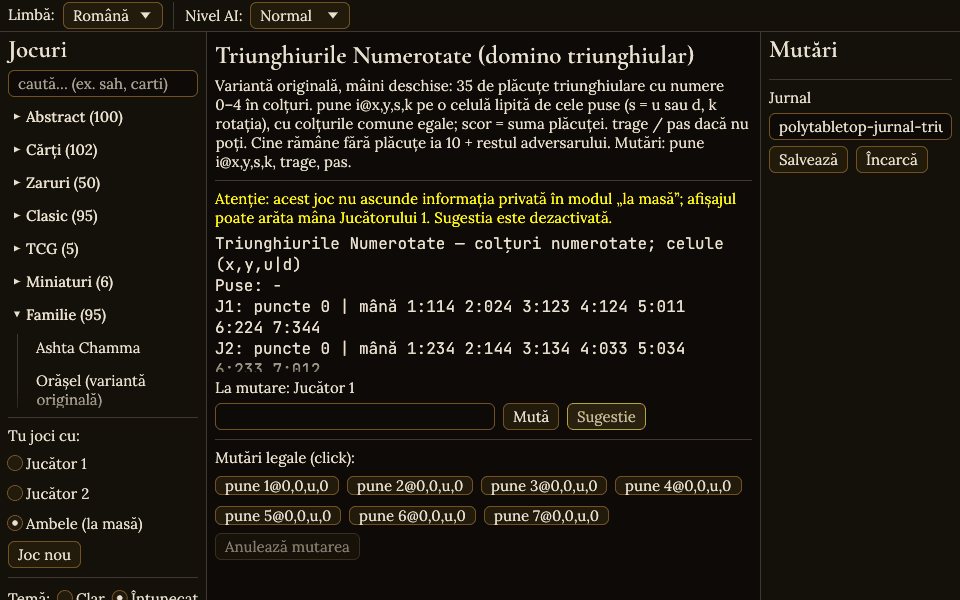 Limbă: Română Nivel AI: Normal
Jocuri
caută... (ex. sah, carti)
Abstract (100)
Cărți (102)
Zaruri (50)
Clasic (95)
TCG (5)
Miniaturi (6)
Familie (95)
Ashta Chamma
Orășel (variantă
originală)
Tu joci cu:
Jucător 1
Jucător 2
Ambele (la masă)
Joc nou
Temă: Clar Întunecat
Triunghiurile Numerotate (domino triunghiular)
Variantă originală, mâini deschise: 35 de plăcuțe triunghiulare cu numere
0–4 în colțuri. pune i@x,y,s,k pe o celulă lipită de cele puse (s = u sau d, k
rotația), cu colțurile comune egale; scor = suma plăcuței. trage / pas dacă nu
poți. Cine rămâne fără plăcuțe ia 10 + restul adversarului. Mutări: pune
i@x,y,s,k, trage, pas.
Atenție: acest joc nu ascunde informația privată în modul „la masă”; afișajul
poate arăta mâna Jucătorului 1. Sugestia este dezactivată.
Triunghiurile Numerotate — colțuri numerotate; celule
(x,y,u|d)
Puse: -
J1: puncte 0 | mână 1:114 2:024 3:123 4:124 5:011
6:224 7:344
J2: puncte 0 | mână 1:234 2:144 3:134 4:033 5:034
6:233 7:012
La mutare: Jucător 1
Mută Sugestie
Mutări legale (click):
pune 1@0,0,u,0 pune 2@0,0,u,0 pune 3@0,0,u,0 pune 4@0,0,u,0
pune 5@0,0,u,0 pune 6@0,0,u,0 pune 7@0,0,u,0
Anulează mutarea
Mutări
Jurnal
polytabletop-jurnal-triu
Salvează Încarcă